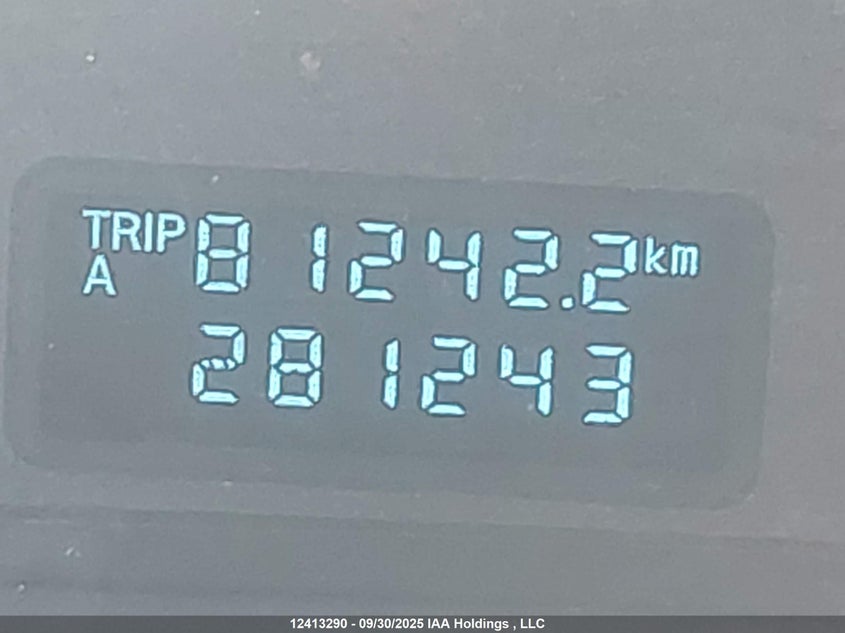 TRIP 81242.2 km
A
281243
12413290 - 09/30/2025 IAA Holdings , LLC